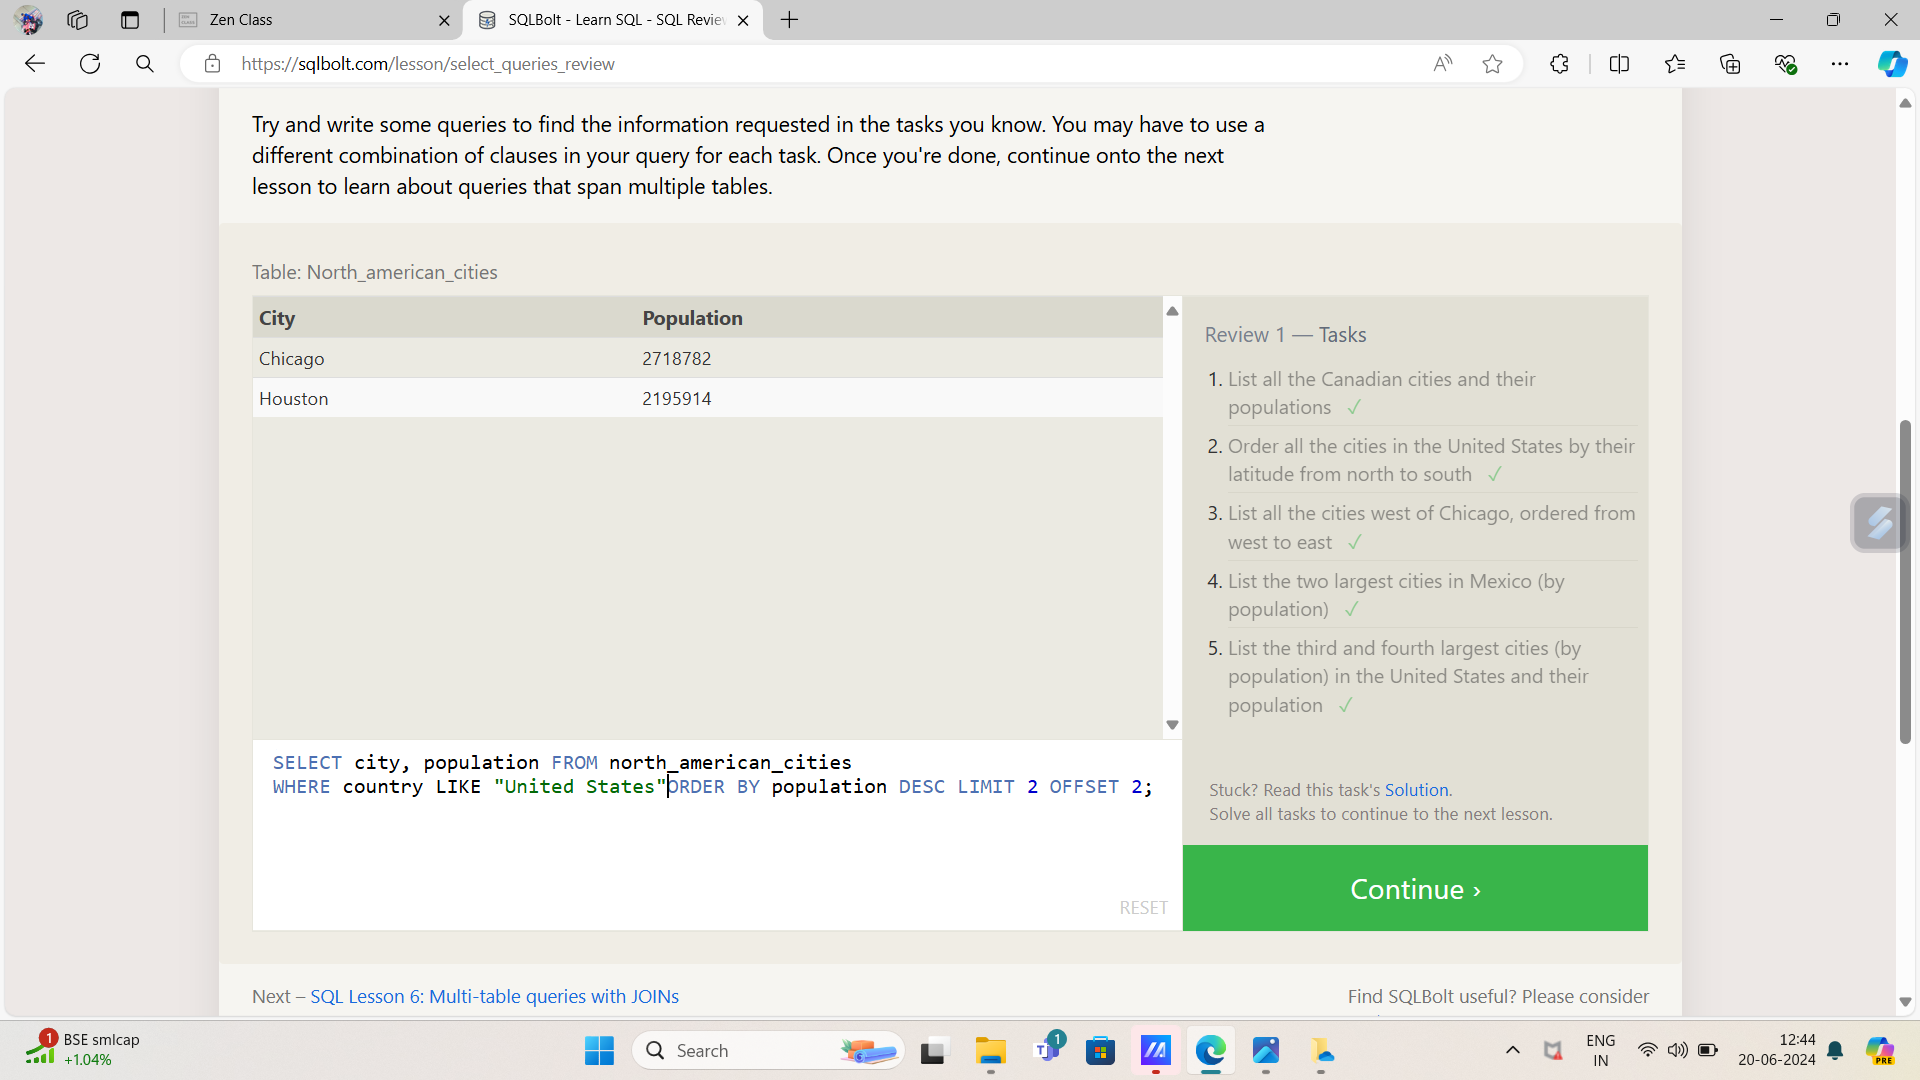 Zen Class
SQLBolt - Learn SQL - SQL Revie
https://sqlbolt.com/lesson/select_queries_review
Try and write some queries to find the information requested in the tasks you know. You may have to use a
different combination of clauses in your query for each task. Once you're done, continue onto the next
lesson to learn about queries that span multiple tables.
Table: North_american_cities
City Population
Chicago 2718782
Houston 2195914
SELECT city, population FROM north_american_cities
WHERE country LIKE "United States"ORDER BY population DESC LIMIT 2 OFFSET 2;
RESET
Review 1 — Tasks
1. List all the Canadian cities and their
populations ✓
2. Order all the cities in the United States by their
latitude from north to south ✓
3. List all the cities west of Chicago, ordered from
west to east ✓
4. List the two largest cities in Mexico (by
population) ✓
5. List the third and fourth largest cities (by
population) in the United States and their
population ✓
Stuck? Read this task's Solution.
Solve all tasks to continue to the next lesson.
Continue ›
Next – SQL Lesson 6: Multi-table queries with JOINs
Find SQLBolt useful? Please consider
1
BSE smlcap
+1.04%
Search
1
ENG
IN
12:44
20-06-2024
PRE